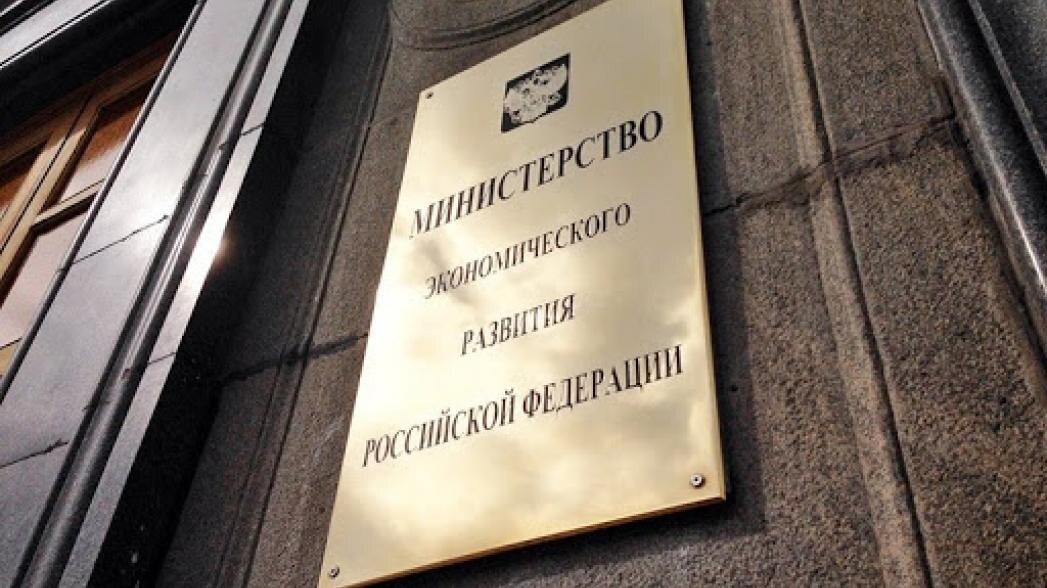 МИНИСТЕРСТВО
ЭКОНОМИЧЕСКОГО
РАЗВИТИЯ
РОССИЙСКОЙ ФЕДЕРАЦИИ